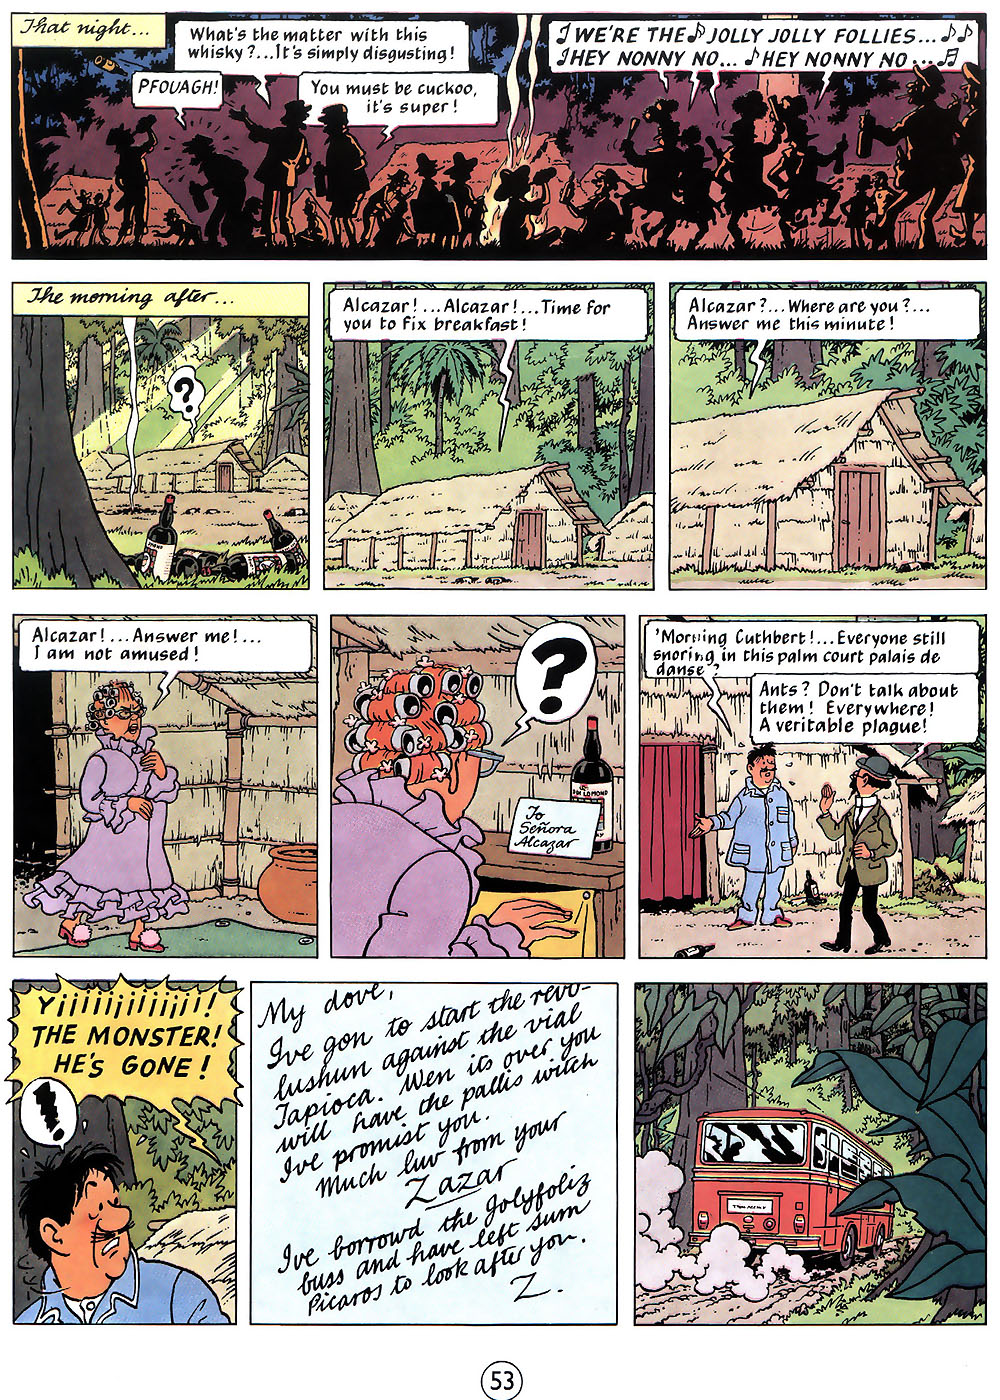 That night...
What's the matter with this
whisky?...It's simply disgusting!
PFOUAGH!
You must be cuckoo,
it's super!
♪ WE'RE THE ♪ JOLLY JOLLY FOLLIES...♪♪
♪ HEY NONNY NO... ♪ HEY NONNY NO...♬
The morning after...
?
Alcazar!...Alcazar!...Time for
you to fix breakfast!
Alcazar?...Where are you?...
Answer me this minute!
Alcazar!...Answer me!...
I am not amused!
?
LOCH LOMOND
To
Señora
Alcazar
'Morning Cuthbert!...Everyone still
snoring in this palm court palais de
danse?
Ants? Don't talk about
them! Everywhere!
A veritable plague!
Yiiiiiiiiiiiii!
THE MONSTER!
HE'S GONE!
!
My dove,
Ive gon to start the revo-
lushun against the vial
Tapioca. Wen its over you
will have the pallis witch
Ive promist you.
Much luv from your
Zazar
Ive borrowd the Jolyfoliz
buss and have left sum
Picaros to look after you.
Z.
53